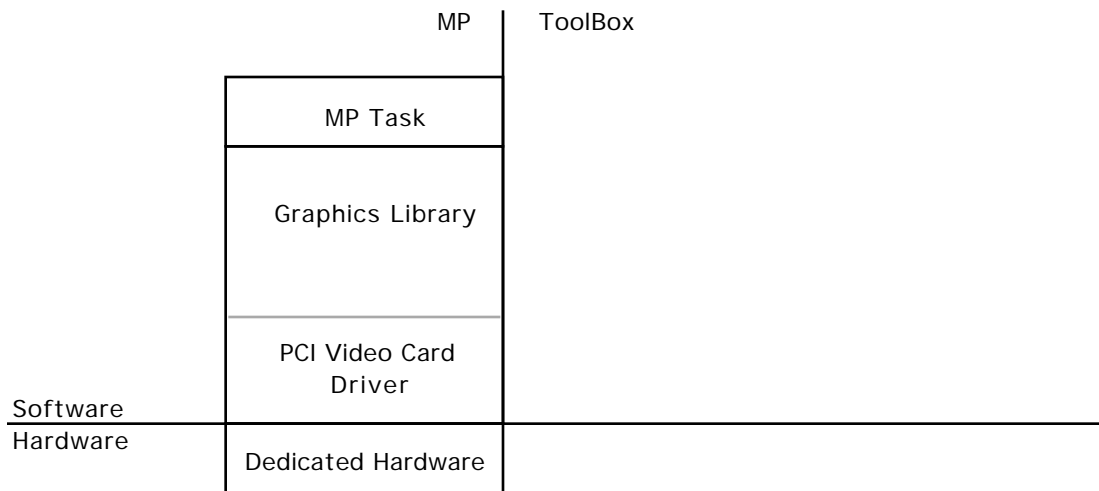 MP ToolBox
MP Task
Graphics Library
PCI Video Card
Driver
Software
Hardware
Dedicated Hardware